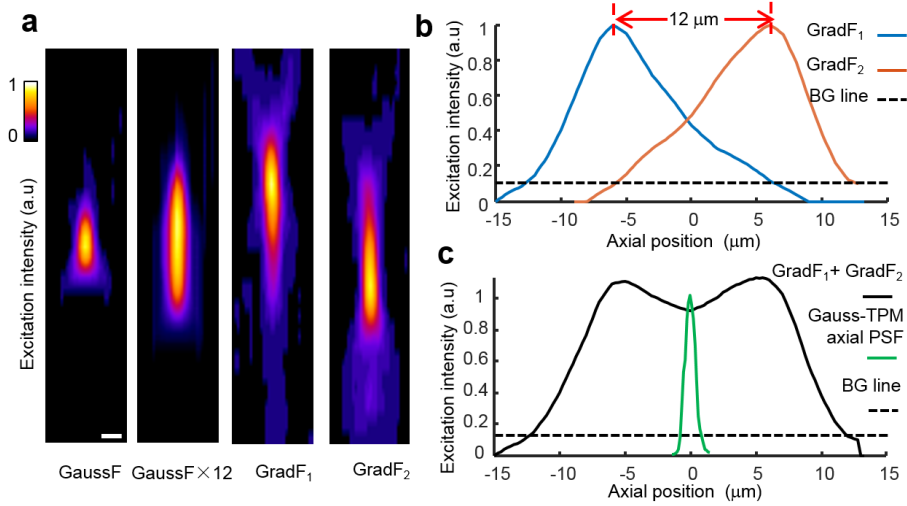 a
1
0
Excitation intensity (a.u)
GaussF
GaussF×12
GradF₁
GradF₂
b
12 μm
GradF₁
GradF₂
BG line
Excitation intensity (a.u)
1
0.8
0.6
0.4
0.2
0
-15
-10
-5
0
5
10
15
Axial position (μm)
c
GradF₁+ GradF₂
Gauss-TPM
axial PSF
BG line
Excitation intensity (a.u)
1
0.8
0.6
0.4
0.2
0
-15
-10
-5
0
5
10
15
Axial position (μm)